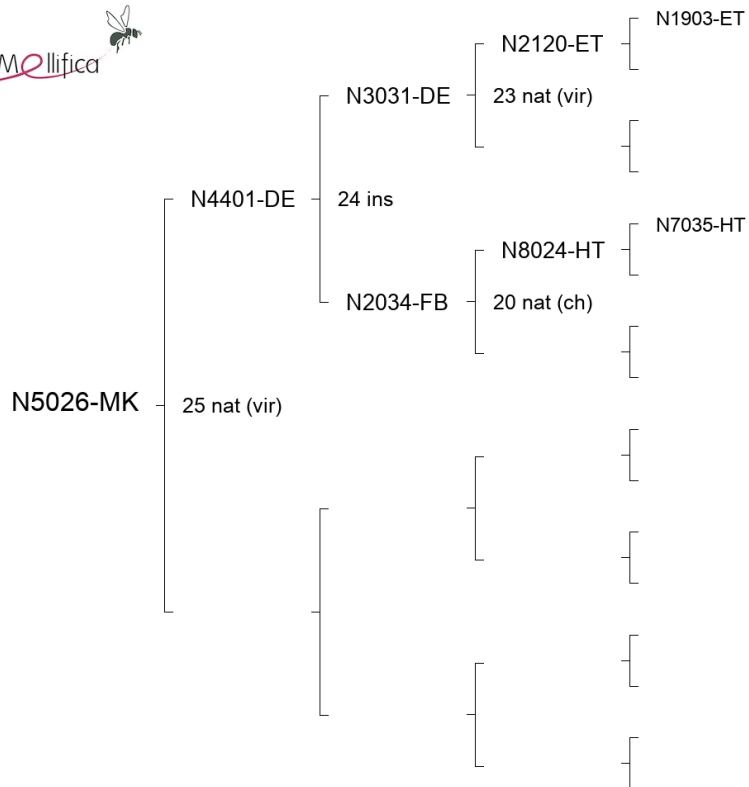 Mellifica
N1903-ET
N2120-ET
N3031-DE
23 nat (vir)
N4401-DE
24 ins
N7035-HT
N8024-HT
N2034-FB
20 nat (ch)
N5026-MK
25 nat (vir)